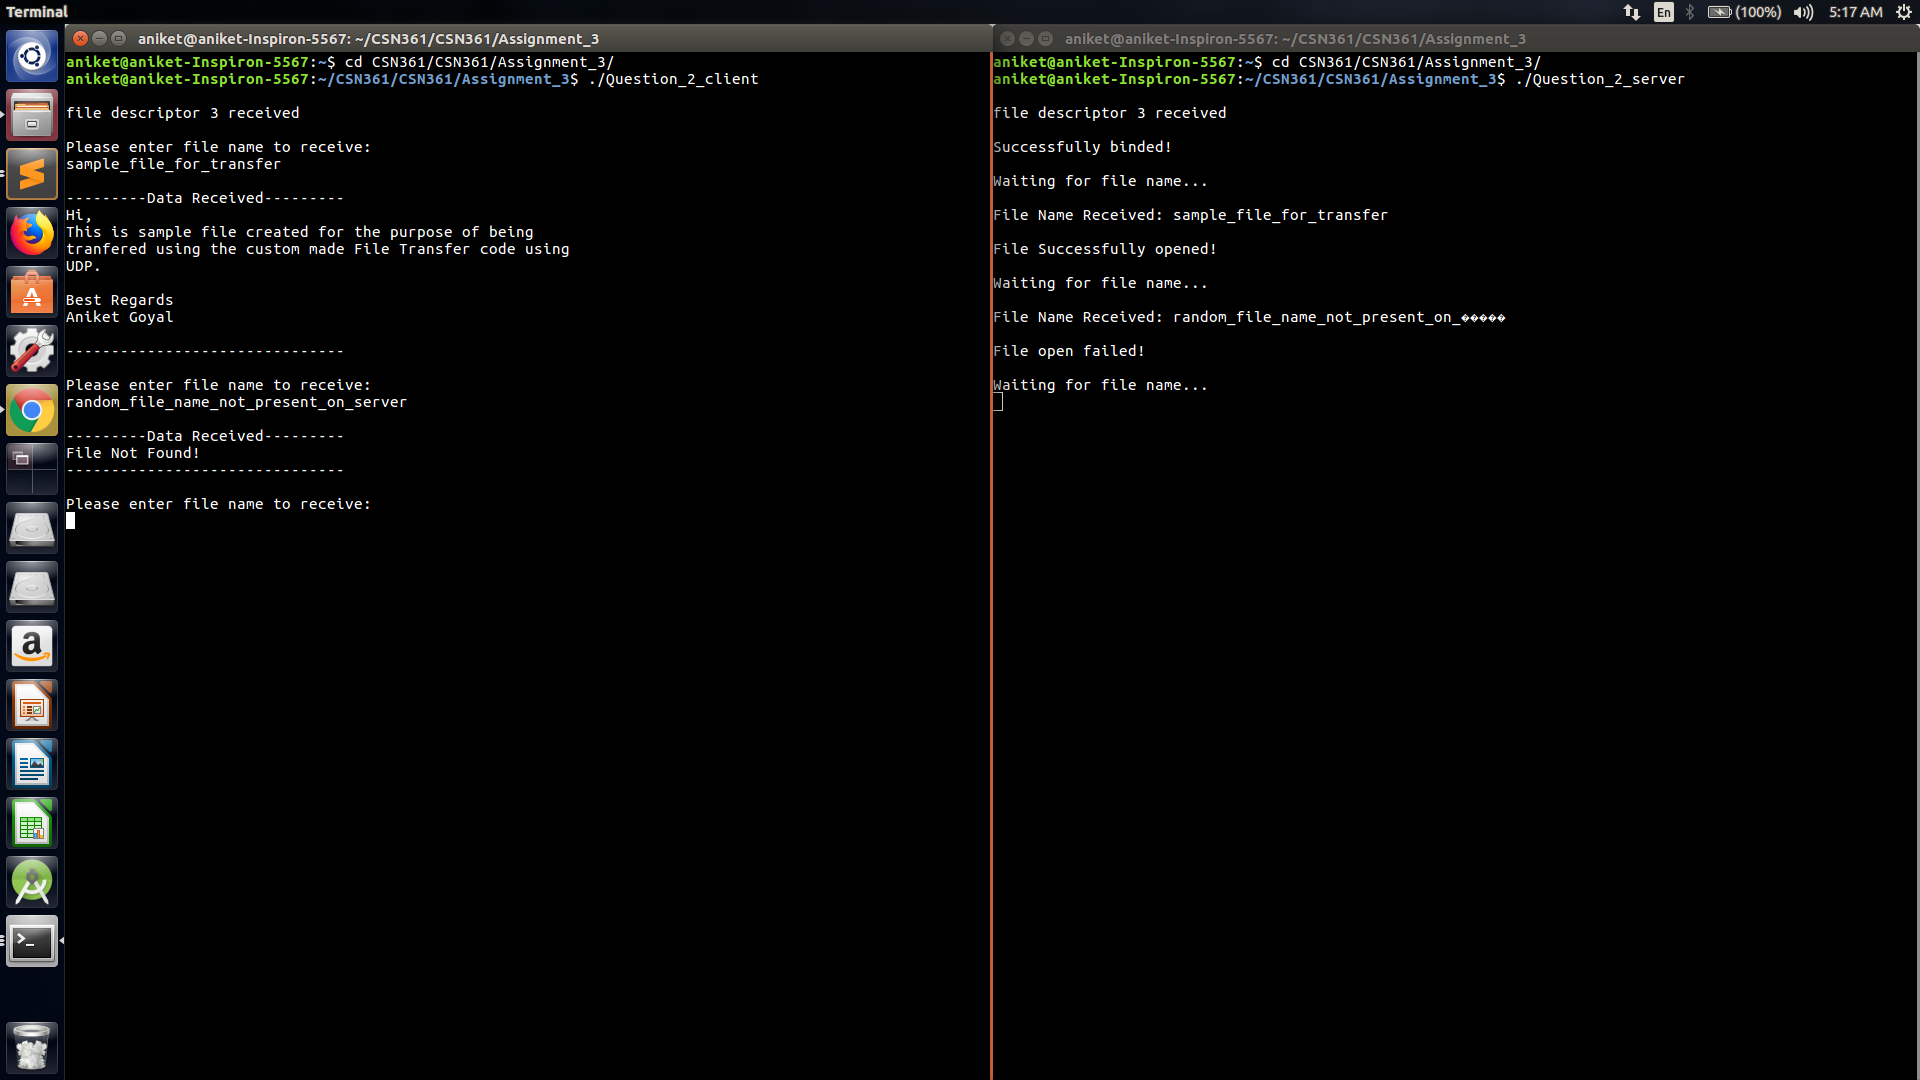 Terminal
En
(100%)
5:17 AM
aniket@aniket-Inspiron-5567: ~/CSN361/CSN361/Assignment_3
aniket@aniket-Inspiron-5567:~$ cd CSN361/CSN361/Assignment_3/
aniket@aniket-Inspiron-5567:~/CSN361/CSN361/Assignment_3$ ./Question_2_client
file descriptor 3 received
Please enter file name to receive:
sample_file_for_transfer
---------Data Received---------
Hi,
This is sample file created for the purpose of being
tranfered using the custom made File Transfer code using
UDP.
Best Regards
Aniket Goyal
-------------------------------
Please enter file name to receive:
random_file_name_not_present_on_server
---------Data Received---------
File Not Found!
-------------------------------
Please enter file name to receive:
aniket@aniket-Inspiron-5567: ~/CSN361/CSN361/Assignment_3
aniket@aniket-Inspiron-5567:~$ cd CSN361/CSN361/Assignment_3/
aniket@aniket-Inspiron-5567:~/CSN361/CSN361/Assignment_3$ ./Question_2_server
file descriptor 3 received
Successfully binded!
Waiting for file name...
File Name Received: sample_file_for_transfer
File Successfully opened!
Waiting for file name...
File Name Received: random_file_name_not_present_on_�����
File open failed!
Waiting for file name...